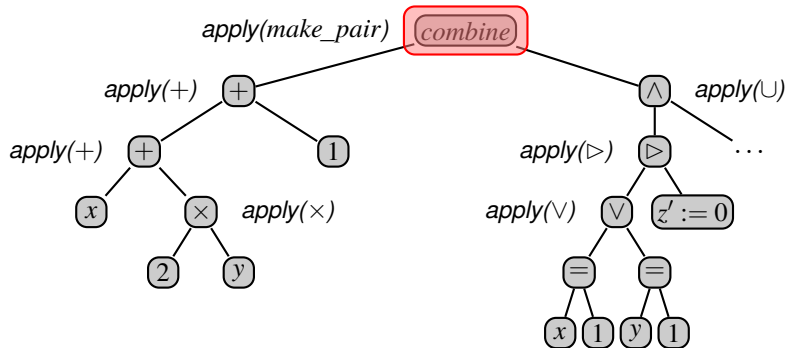 apply(make_pair) combine
apply(+) + ∧ apply(∪)
apply(+) + 1 apply(▷) ▷ ...
x × apply(×) apply(∨) ∨ z′ := 0
2 y = =
x 1 y 1